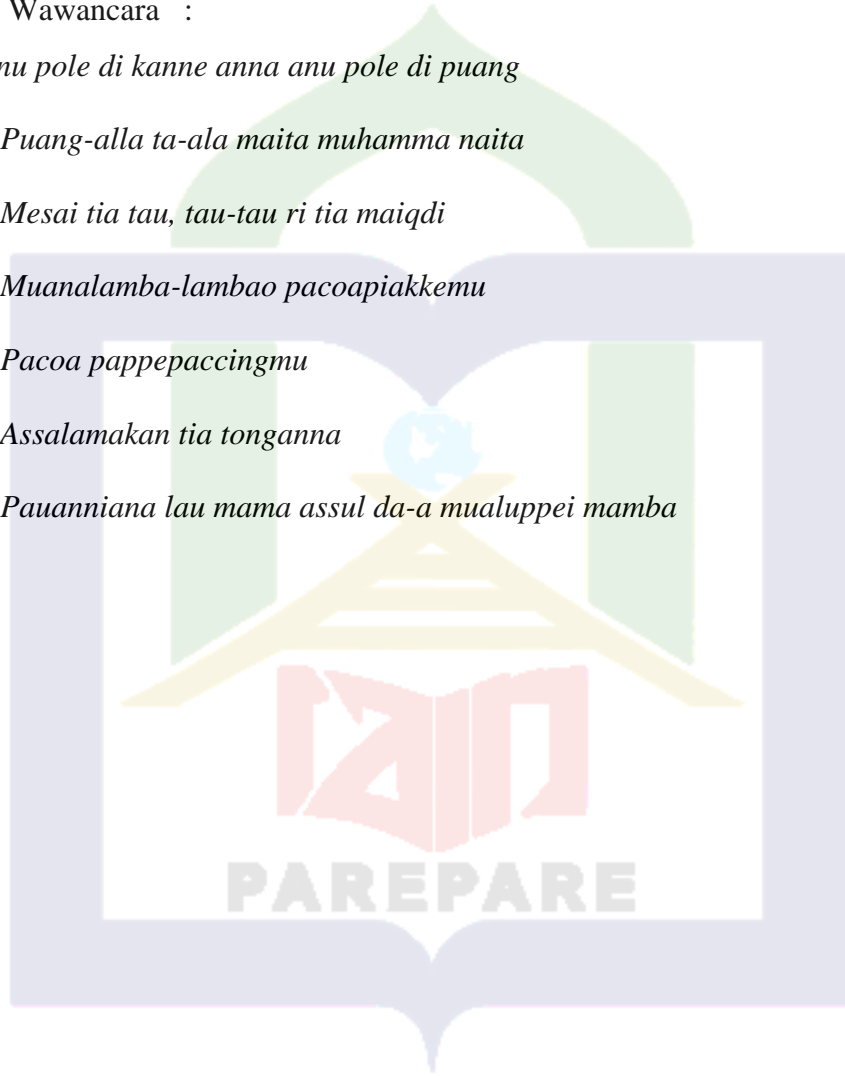 Wawancara :
pole di kanne anna anu pole di puang
Puang-alla ta-ala maita muhamma naita
Mesai tia tau, tau-tau ri tia maiqdi
Muanalamba-lambao pacoapiakkemu
Pacoa pappepaccingmu
Assalamakan tia tonganna
Pauanniana lau mama assul da-a mualuppei mamba
iain
PAREPARE